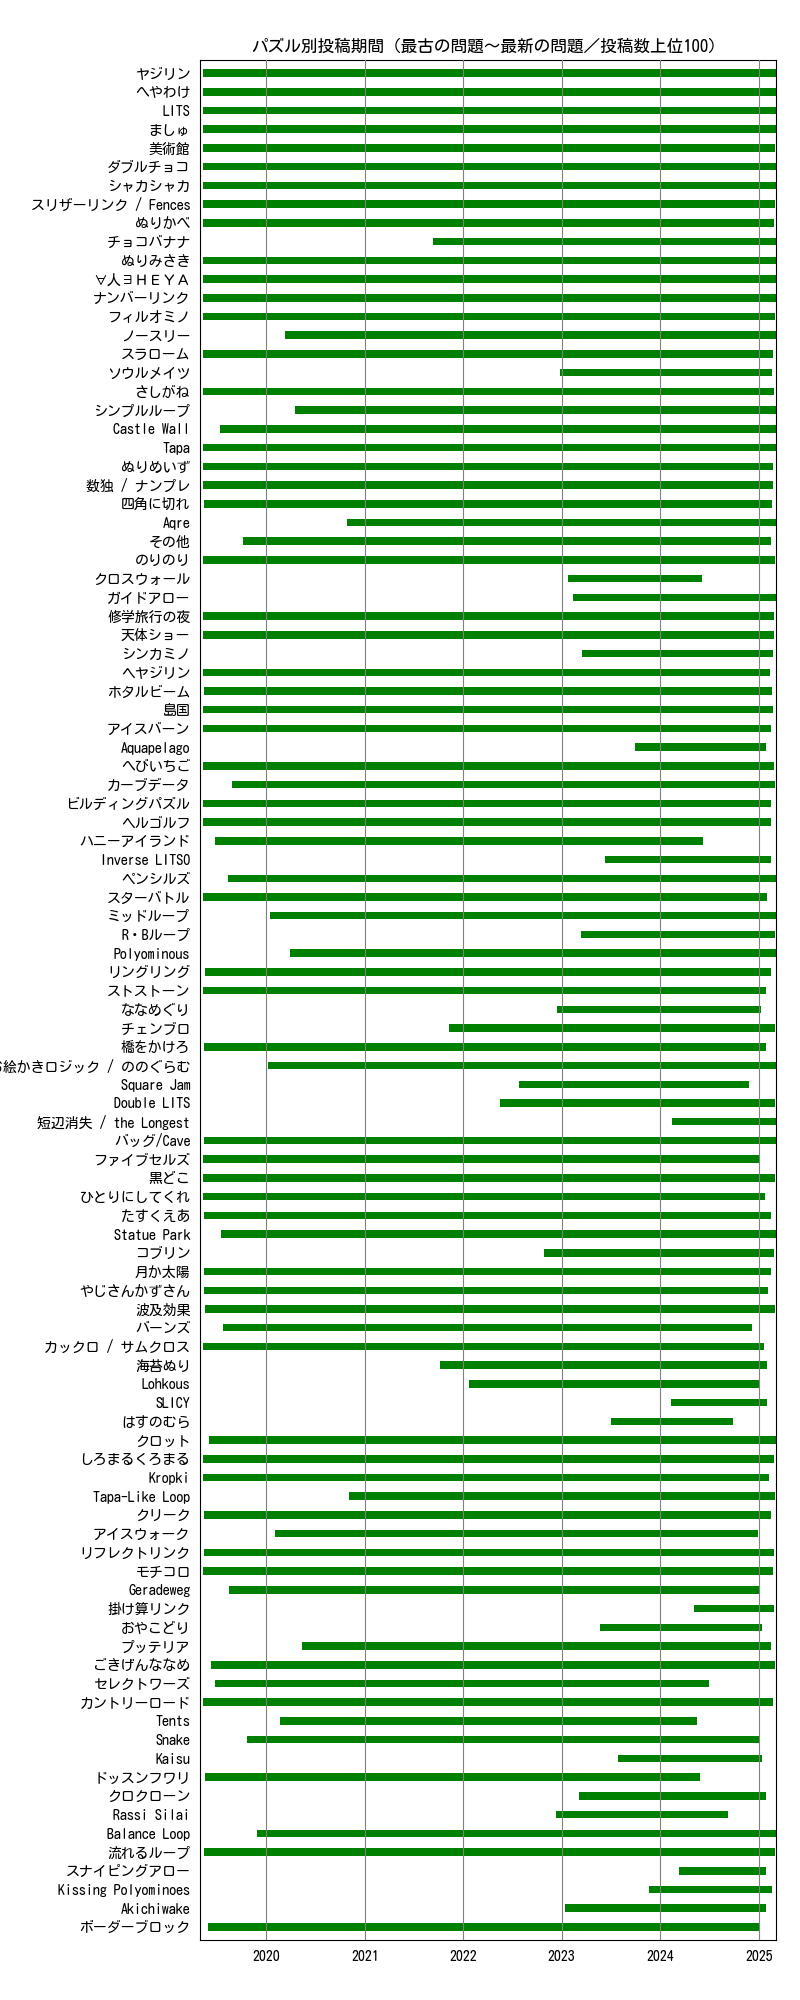 パズル別投稿期間（最古の問題～最新の問題／投稿数上位100）
ヤジリン
へやわけ
LITS
ましゅ
美術館
ダブルチョコ
シャカシャカ
スリザーリンク / Fences
ぬりかべ
チョコバナナ
ぬりみさき
∀人∃ＨＥＹＡ
ナンバーリンク
フィルオミノ
ノースリー
スラローム
ソウルメイツ
さしがね
シンプルループ
Castle Wall
Tapa
ぬりめいず
数独 / ナンプレ
四角に切れ
Aqre
その他
のりのり
クロスウォール
ガイドアロー
修学旅行の夜
天体ショー
シンカミノ
ヘヤジリン
ホタルビーム
島国
アイスバーン
Aquapelago
へびいちご
カーブデータ
ビルディングパズル
ヘルゴルフ
ハニーアイランド
Inverse LITSO
ペンシルズ
スターバトル
ミッドループ
R・Bループ
Polyominous
リングリング
ストストーン
ななめぐり
チェンブロ
橋をかけろ
絵かきロジック / ののぐらむ
Square Jam
Double LITS
短辺消失 / the Longest
バッグ/Cave
ファイブセルズ
黒どこ
ひとりにしてくれ
たすくえあ
Statue Park
コブリン
月か太陽
やじさんかずさん
波及効果
バーンズ
カックロ / サムクロス
海苔ぬり
Lohkous
SLICY
はすのむら
クロット
しろまるくろまる
Kropki
Tapa-Like Loop
クリーク
アイスウォーク
リフレクトリンク
モチコロ
Geradeweg
掛け算リンク
おやこどり
プッテリア
ごきげんななめ
セレクトワーズ
カントリーロード
Tents
Snake
Kaisu
ドッスンフワリ
クロクローン
Rassi Silai
Balance Loop
流れるループ
スナイピングアロー
Kissing Polyominoes
Akichiwake
ボーダーブロック
2020 2021 2022 2023 2024 2025